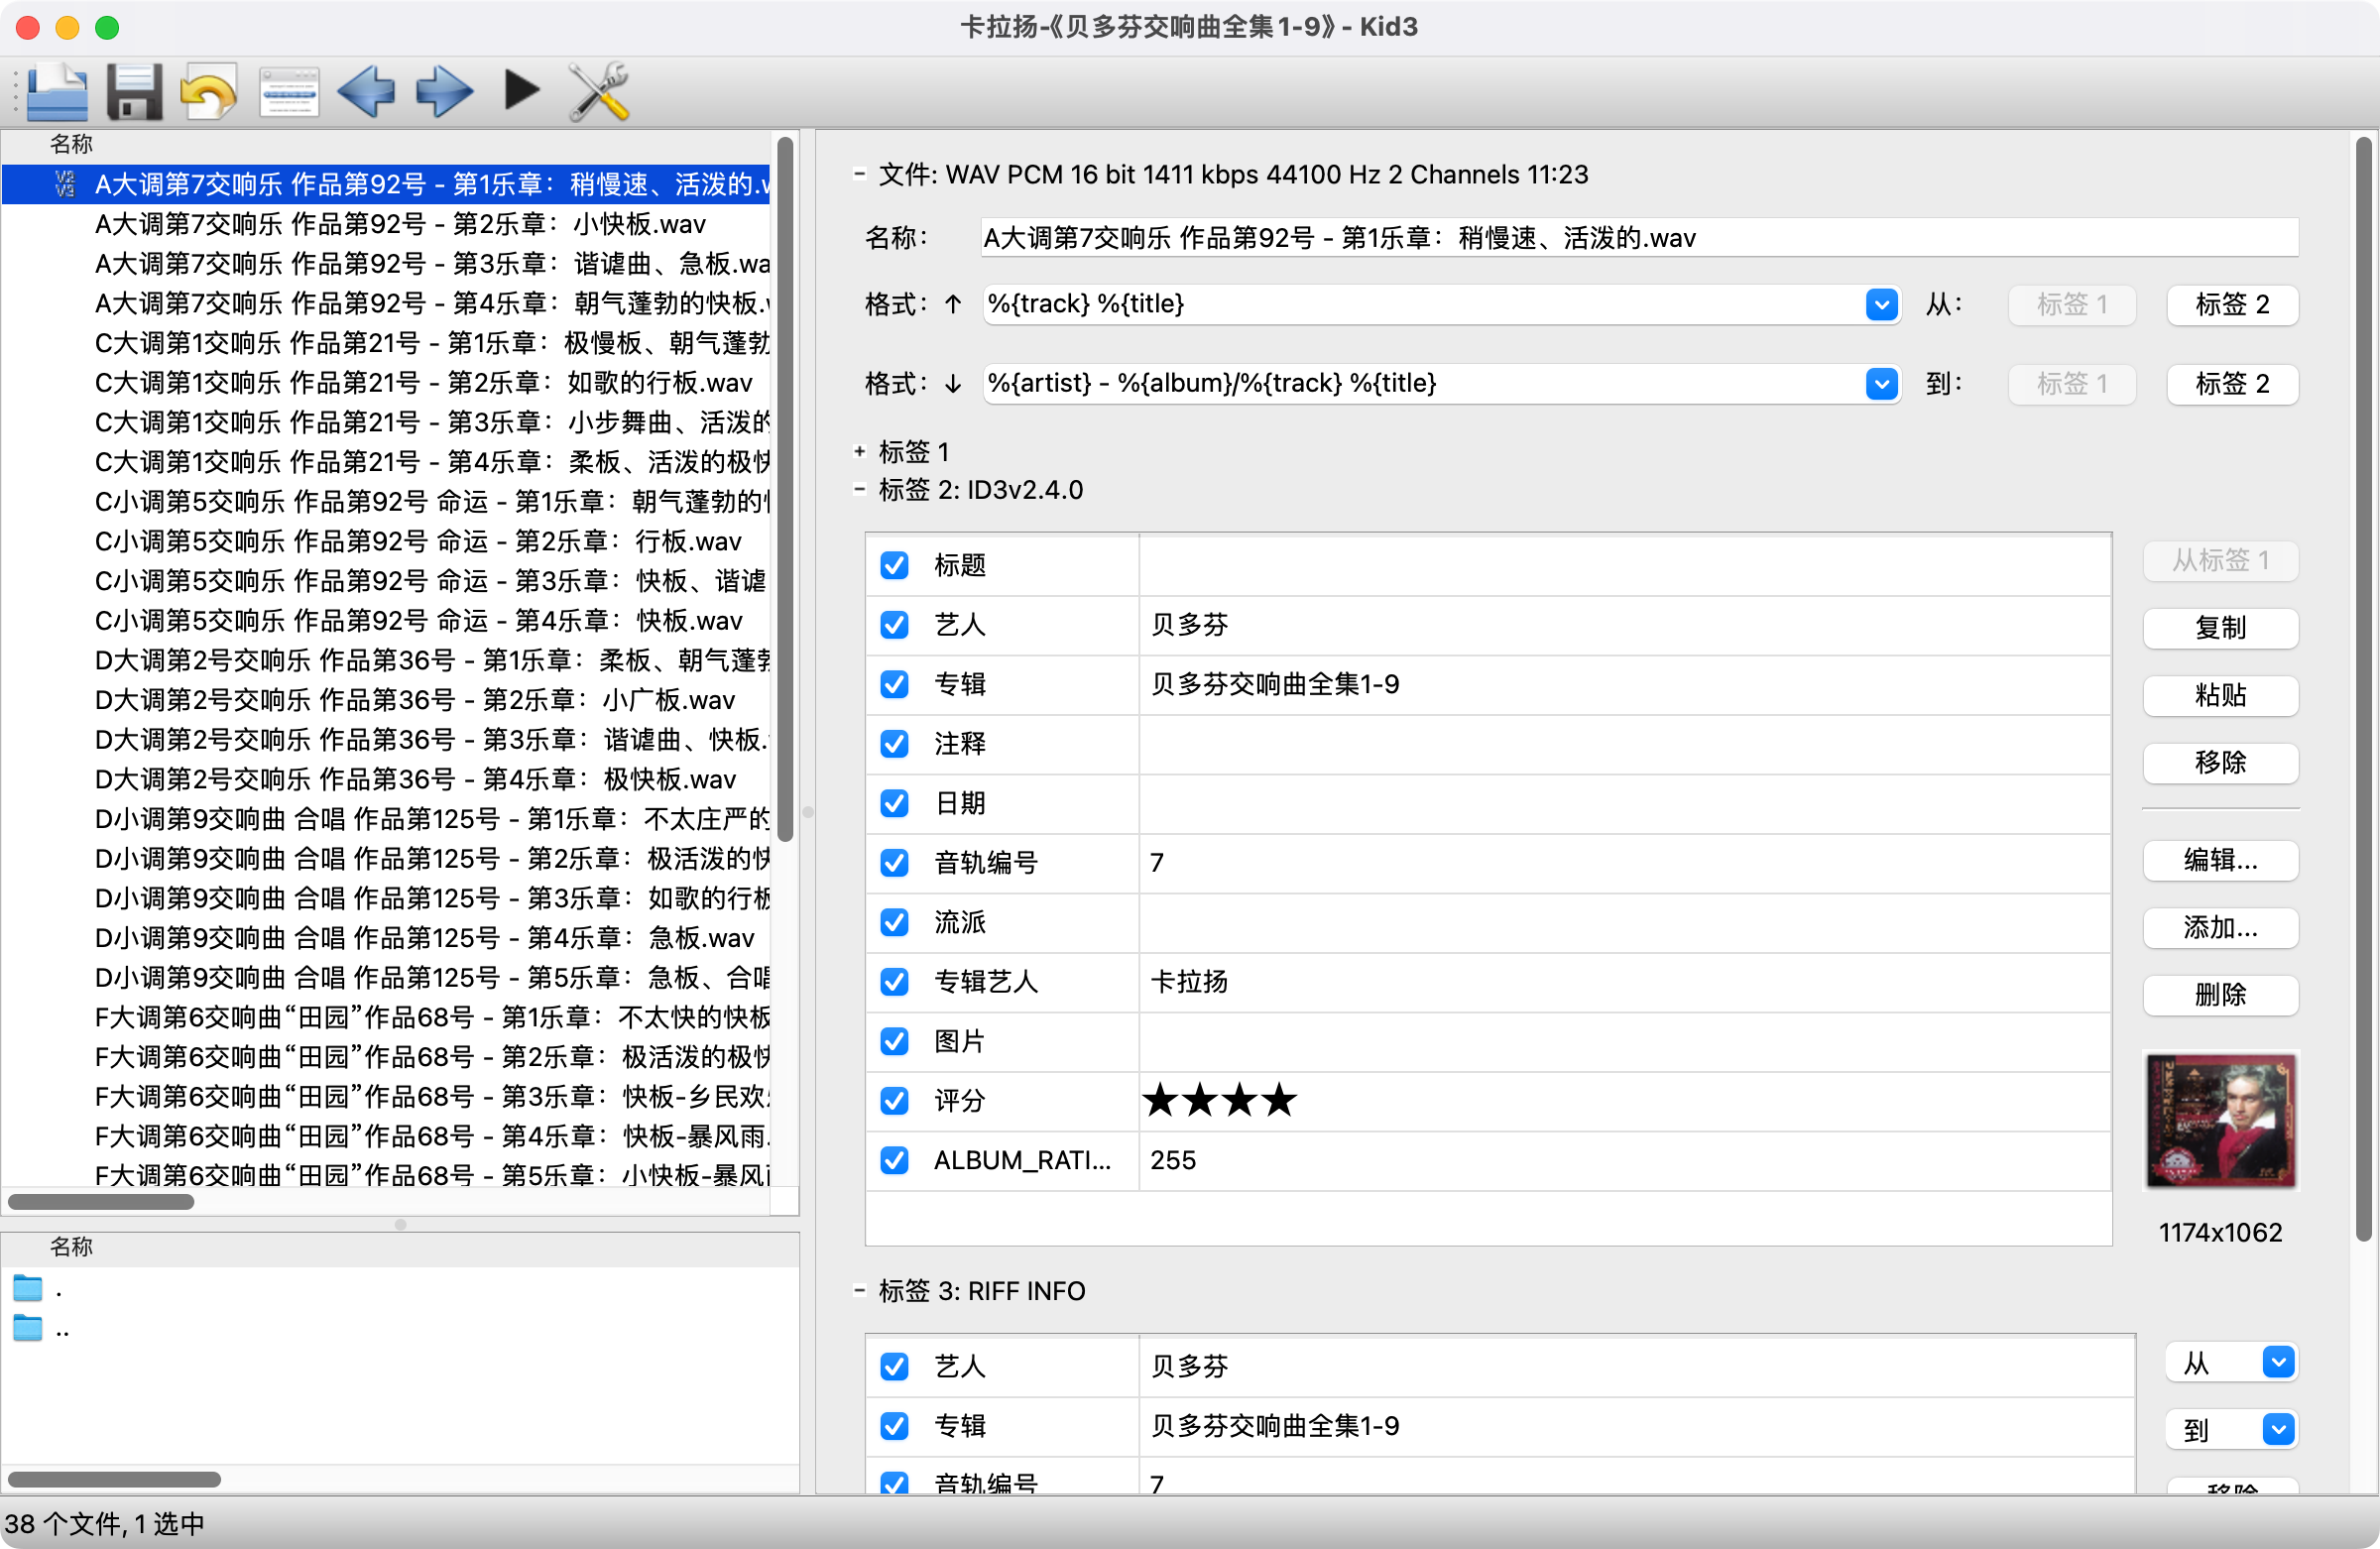 卡拉扬-《贝多芬交响曲全集1-9》- Kid3
名称
A大调第7交响乐 作品第92号 - 第1乐章：稍慢速、活泼的.w
A大调第7交响乐 作品第92号 - 第2乐章：小快板.wav
A大调第7交响乐 作品第92号 - 第3乐章：谐谑曲、急板.wa
A大调第7交响乐 作品第92号 - 第4乐章：朝气蓬勃的快板.
C大调第1交响乐 作品第21号 - 第1乐章：极慢板、朝气蓬勃
C大调第1交响乐 作品第21号 - 第2乐章：如歌的行板.wav
C大调第1交响乐 作品第21号 - 第3乐章：小步舞曲、活泼的
C大调第1交响乐 作品第21号 - 第4乐章：柔板、活泼的极快
C小调第5交响乐 作品第92号 命运 - 第1乐章：朝气蓬勃的
C小调第5交响乐 作品第92号 命运 - 第2乐章：行板.wav
C小调第5交响乐 作品第92号 命运 - 第3乐章：快板、谐谑
C小调第5交响乐 作品第92号 命运 - 第4乐章：快板.wav
D大调第2号交响乐 作品第36号 - 第1乐章：柔板、朝气蓬勃
D大调第2号交响乐 作品第36号 - 第2乐章：小广板.wav
D大调第2号交响乐 作品第36号 - 第3乐章：谐谑曲、快板.
D大调第2号交响乐 作品第36号 - 第4乐章：极快板.wav
D小调第9交响曲 合唱 作品第125号 - 第1乐章：不太庄严的
D小调第9交响曲 合唱 作品第125号 - 第2乐章：极活泼的快
D小调第9交响曲 合唱 作品第125号 - 第3乐章：如歌的行板
D小调第9交响曲 合唱 作品第125号 - 第4乐章：急板.wav
D小调第9交响曲 合唱 作品第125号 - 第5乐章：急板、合唱
F大调第6交响曲“田园”作品68号 - 第1乐章：不太快的快板
F大调第6交响曲“田园”作品68号 - 第2乐章：极活泼的极快
F大调第6交响曲“田园”作品68号 - 第3乐章：快板-乡民欢
F大调第6交响曲“田园”作品68号 - 第4乐章：快板-暴风雨.
F大调第6交响曲“田园”作品68号 - 第5乐章：小快板-暴风雨
名称
.
..
38 个文件, 1 选中
文件: WAV PCM 16 bit 1411 kbps 44100 Hz 2 Channels 11:23
名称： A大调第7交响乐 作品第92号 - 第1乐章：稍慢速、活泼的.wav
格式：↑ %{track} %{title} 从： 标签 1 标签 2
格式：↓ %{artist} - %{album}/%{track} %{title} 到： 标签 1 标签 2
+ 标签 1
- 标签 2: ID3v2.4.0
标题
艺人 贝多芬
专辑 贝多芬交响曲全集1-9
注释
日期
音轨编号 7
流派
专辑艺人 卡拉扬
图片
评分 ★★★★
ALBUM_RATI... 255
从标签 1
复制
粘贴
移除
编辑...
添加...
删除
1174x1062
- 标签 3: RIFF INFO
艺人 贝多芬
专辑 贝多芬交响曲全集1-9
音轨编号 7
从
到
移除